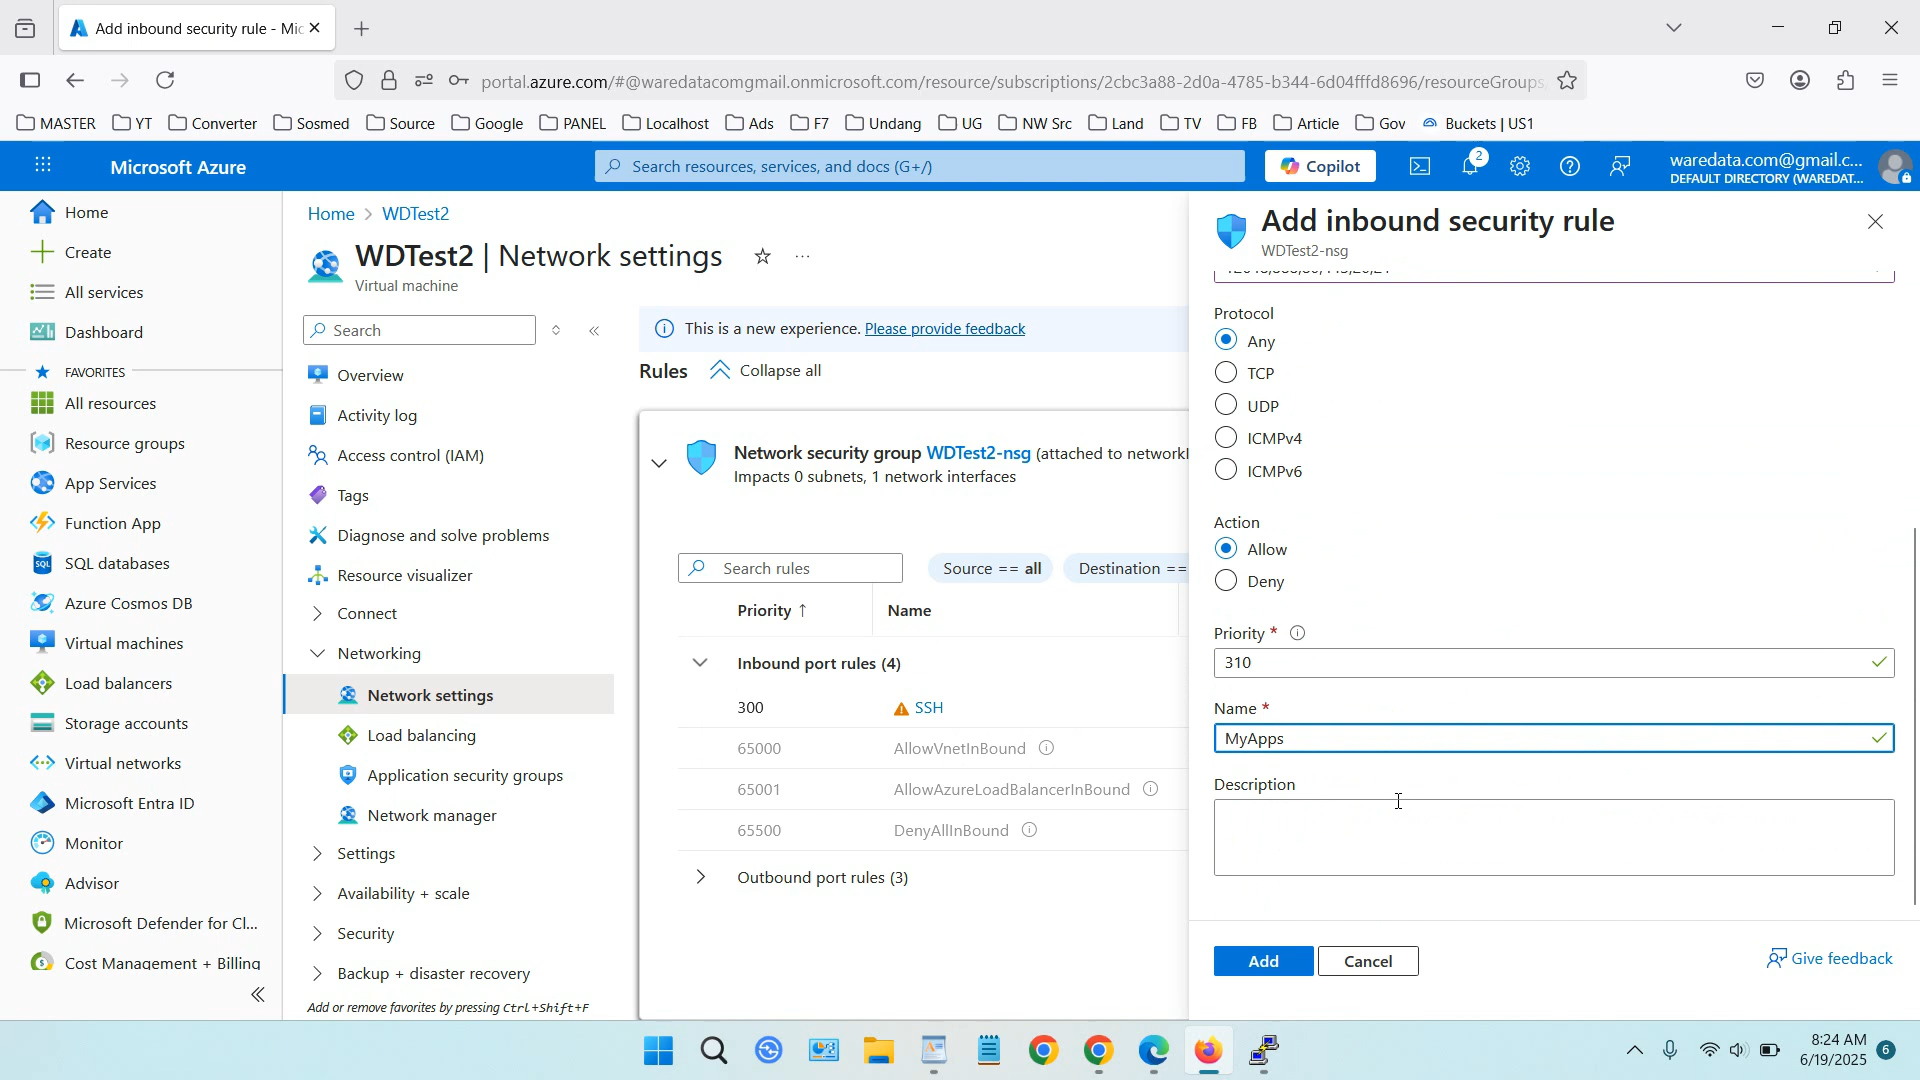 Add inbound security rule - Mic
portal.azure.com/#@waredatacomgmail.onmicrosoft.com/resource/subscriptions/2cbc3a88-2d0a-4785-b344-6d04fffd8696/resourceGroups
MASTER YT Converter Sosmed Source Google PANEL Localhost Ads F7 Undang UG NW Src Land TV FB Article Gov Buckets | US1
Microsoft Azure
Search resources, services, and docs (G+/)
Copilot
2
waredata.com@gmail.c...
DEFAULT DIRECTORY (WAREDAT...
Home
Create
All services
Dashboard
FAVORITES
All resources
Resource groups
App Services
Function App
SQL databases
Azure Cosmos DB
Virtual machines
Load balancers
Storage accounts
Virtual networks
Microsoft Entra ID
Monitor
Advisor
Microsoft Defender for Cl...
Cost Management + Billing
Home > WDTest2
WDTest2 | Network settings
Virtual machine
Search
Overview
Activity log
Access control (IAM)
Tags
Diagnose and solve problems
Resource visualizer
Connect
Networking
Network settings
Load balancing
Application security groups
Network manager
Settings
Availability + scale
Security
Backup + disaster recovery
Add or remove favorites by pressing Ctrl+Shift+F
This is a new experience. Please provide feedback
Rules Collapse all
Network security group WDTest2-nsg (attached to networkI
Impacts 0 subnets, 1 network interfaces
Search rules
Source == all
Destination ==
Priority ↑ Name
Inbound port rules (4)
300 SSH
65000 AllowVnetInBound
65001 AllowAzureLoadBalancerInBound
65500 DenyAllInBound
Outbound port rules (3)
Add inbound security rule
WDTest2-nsg
Protocol
Any
TCP
UDP
ICMPv4
ICMPv6
Action
Allow
Deny
Priority *
310
Name *
MyApps
Description
Add
Cancel
Give feedback
8:24 AM
6/19/2025
6